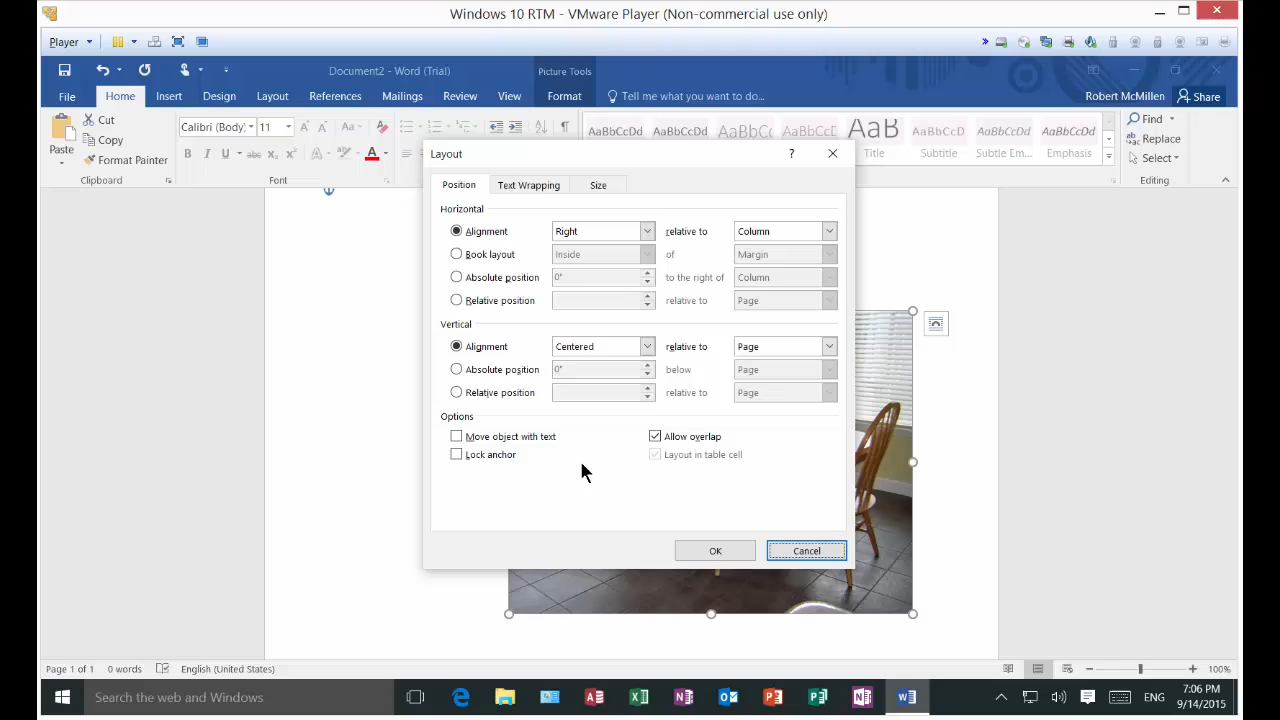 Windows 10 RTM - VMware Player (Non-commercial use only)
Player
Document2 - Word (Trial) Picture Tools
File Home Insert Design Layout References Mailings Review View Format Tell me what you want to do... Robert McMillen Share
Paste Cut Calibri (Body) 11 Aa AaBbCcDd AaBbCcDd AaBbCcD AaBbCcD AaB AaBbCcDd AaBbCcDd AaBbCcDd Find
Copy Replace
Format Painter B I U abc X₂ X² A A Title Subtitle Subtle Em... Emphasis Select
Clipboard Font Editing
Layout ?
Position Text Wrapping Size
Horizontal
Alignment Right relative to Column
Book layout Inside of Margin
Absolute position 0" to the right of Column
Relative position relative to Page
Vertical
Alignment Centered relative to Page
Absolute position 0" below Page
Relative position relative to Page
Options
Move object with text Allow overlap
Lock anchor Layout in table cell
OK Cancel
Page 1 of 1 0 words English (United States) 100%
Search the web and Windows ENG 7:06 PM
9/14/2015